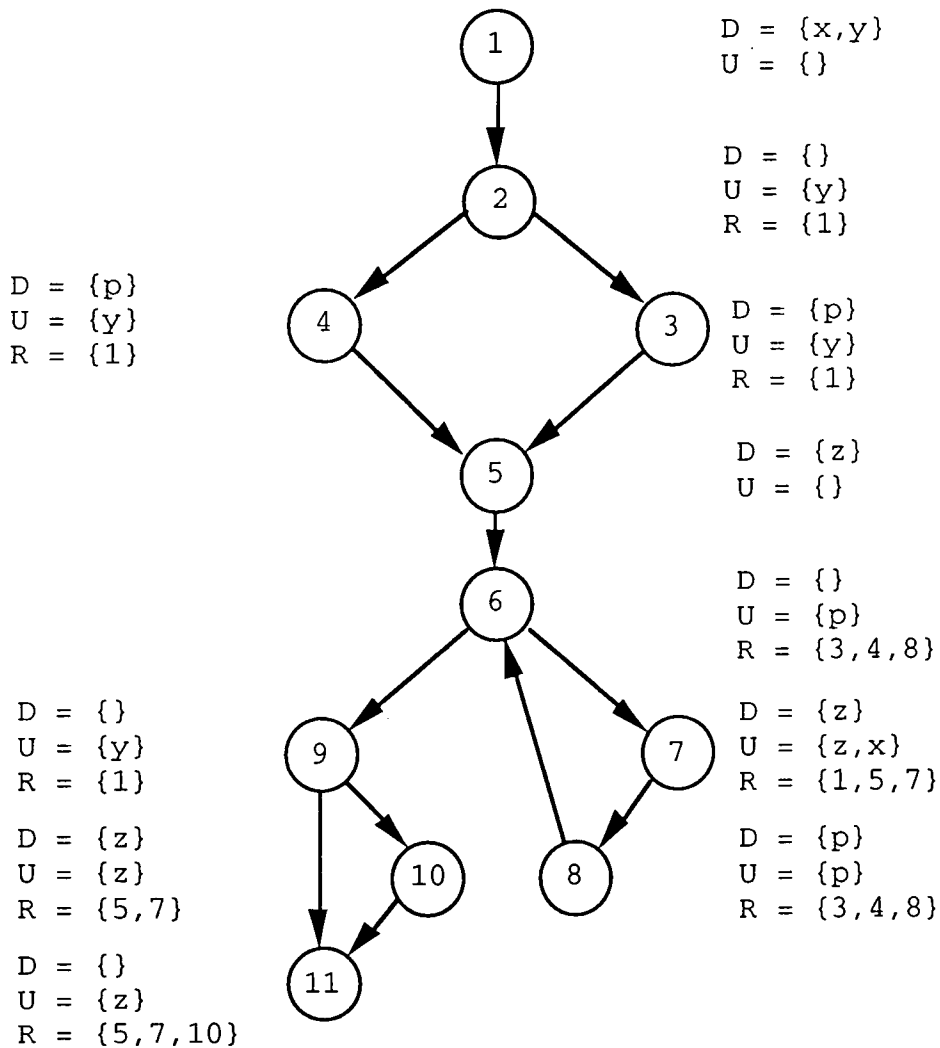 1
D = {x,y}
U = {}
2
D = {}
U = {y}
R = {1}
4
D = {p}
U = {y}
R = {1}
3
D = {p}
U = {y}
R = {1}
5
D = {z}
U = {}
6
D = {}
U = {p}
R = {3,4,8}
9
D = {}
U = {y}
R = {1}
7
D = {z}
U = {z,x}
R = {1,5,7}
D = {z}
U = {z}
R = {5,7}
10
8
D = {p}
U = {p}
R = {3,4,8}
D = {}
U = {z}
R = {5,7,10}
11